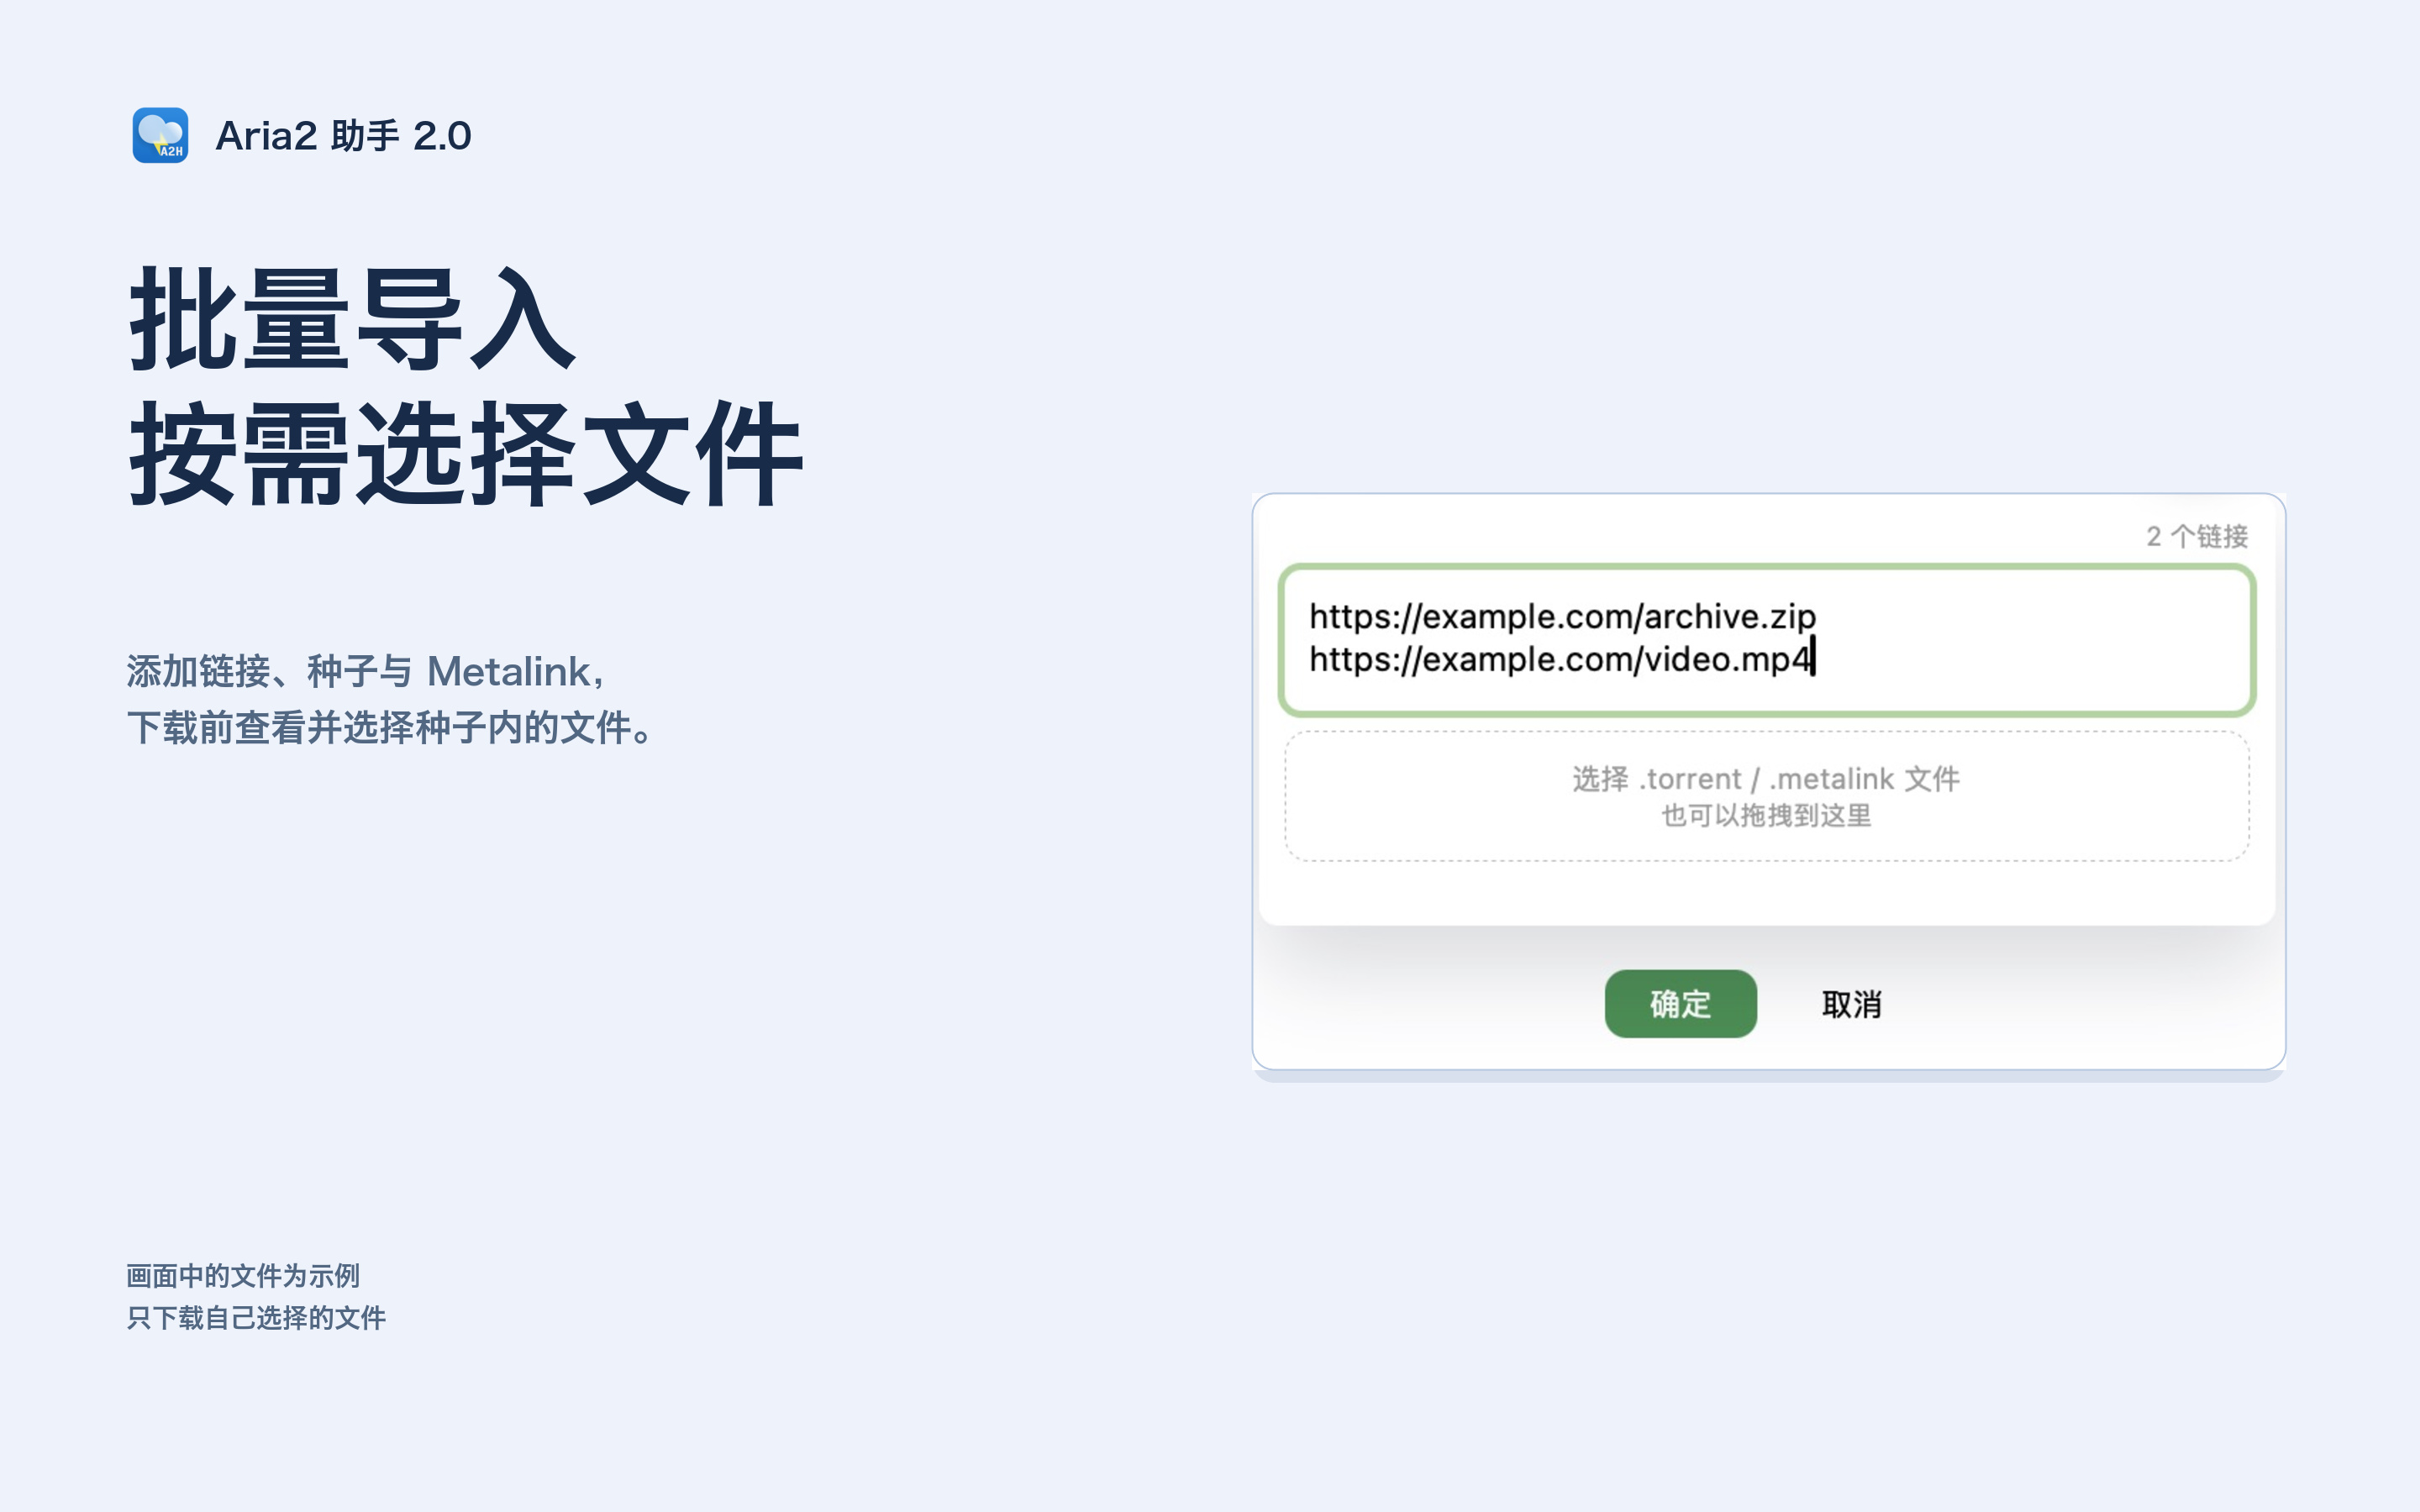 A2H
Aria2 助手 2.0
批量导入
按需选择文件
添加链接、种子与 Metalink,
下载前查看并选择种子内的文件。
2 个链接
https://example.com/archive.zip
https://example.com/video.mp4
选择 .torrent / .metalink 文件
也可以拖拽到这里
确定
取消
画面中的文件为示例
只下载自己选择的文件